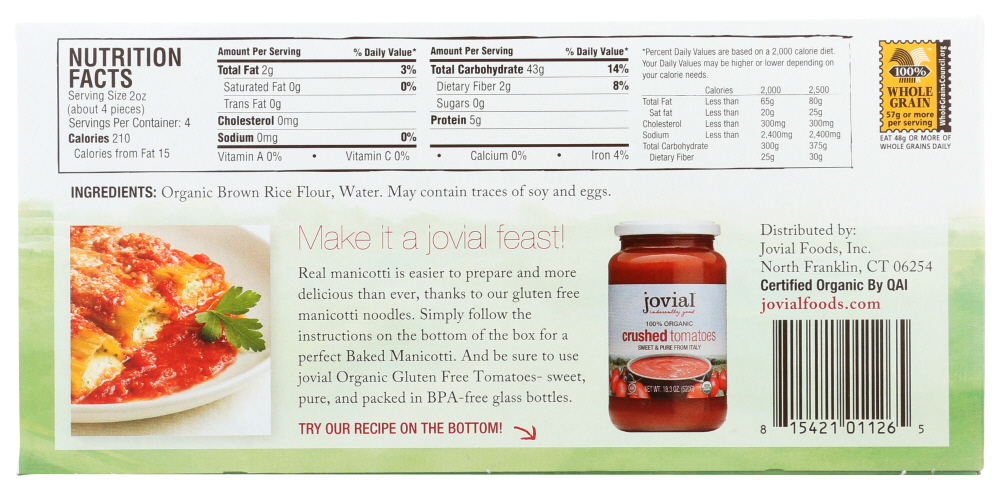 NUTRITION
FACTS
Serving Size 2oz
(about 4 pieces)
Servings Per Container: 4
Calories 210
Calories from Fat 15
Amount Per Serving % Daily Value*
Total Fat 2g 3%
Saturated Fat 0g 0%
Trans Fat 0g
Cholesterol 0mg
Sodium 0mg 0%
Amount Per Serving % Daily Value*
Total Carbohydrate 43g 14%
Dietary Fiber 2g 8%
Sugars 0g
Protein 5g
Vitamin A 0% • Vitamin C 0% • Calcium 0% • Iron 4%
*Percent Daily Values are based on a 2,000 calorie diet.
Your Daily Values may be higher or lower depending on
your calorie needs.
Calories 2,000 2,500
Total Fat Less than 65g 80g
Sat fat Less than 20g 25g
Cholesterol Less than 300mg 300mg
Sodium Less than 2,400mg 2,400mg
Total Carbohydrate 300g 375g
Dietary Fiber 25g 30g
100%
WHOLE
GRAIN
57g or more
per serving
WholeGrainsCouncil.org
EAT 48g OR MORE OF
WHOLE GRAINS DAILY
INGREDIENTS: Organic Brown Rice Flour, Water. May contain traces of soy and eggs.
Make it a jovial feast!
Real manicotti is easier to prepare and more
delicious than ever, thanks to our gluten free
manicotti noodles. Simply follow the
instructions on the bottom of the box for a
perfect Baked Manicotti. And be sure to use
jovial Organic Gluten Free Tomatoes- sweet,
pure, and packed in BPA-free glass bottles.
TRY OUR RECIPE ON THE BOTTOM!
jovial
inherently good
100% ORGANIC
crushed tomatoes
SWEET & PURE FROM ITALY
NET WT. 18.3 OZ (520g)
Distributed by:
Jovial Foods, Inc.
North Franklin, CT 06254
Certified Organic By QAI
jovialfoods.com
8 15421 01126 5